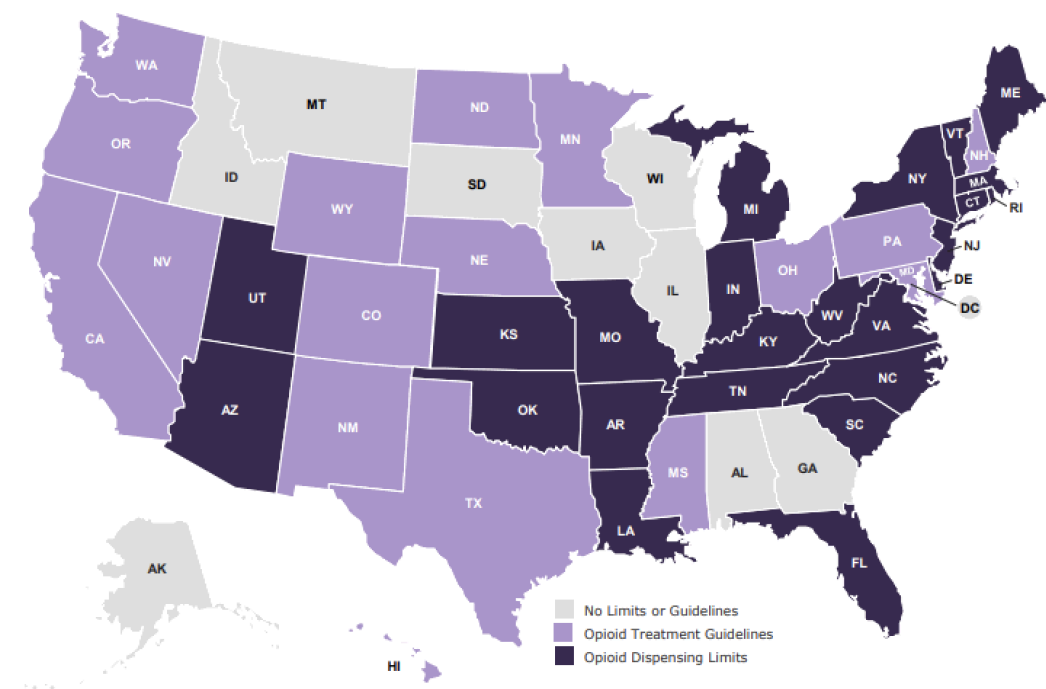 WA
MT
ND
MN
ME
VT
NH
OR
ID
SD
WI
MI
NY
MA
CT
RI
WY
IA
PA
NJ
NV
NE
OH
MD
DE
UT
CO
IL
IN
WV
DC
CA
KS
MO
KY
VA
AZ
NM
OK
AR
TN
NC
SC
TX
MS
AL
GA
LA
FL
AK
HI
No Limits or Guidelines
Opioid Treatment Guidelines
Opioid Dispensing Limits